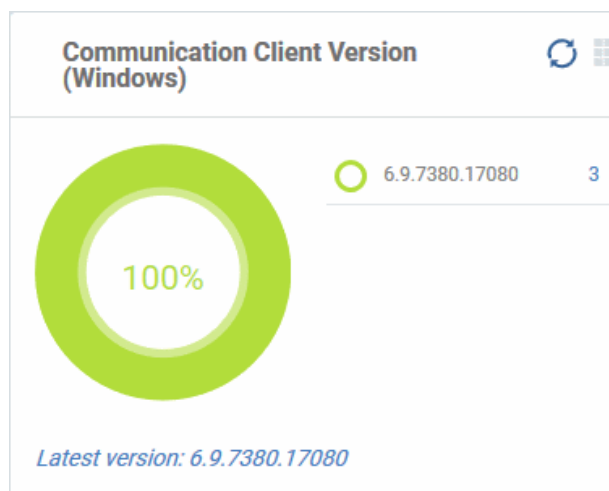 Communication Client Version
(Windows)
100%
6.9.7380.17080 3
Latest version: 6.9.7380.17080